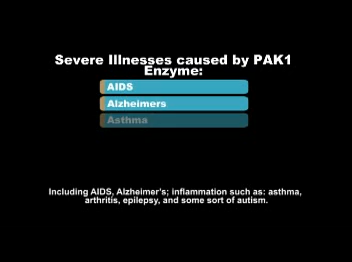 Severe Illnesses caused by PAK1
Enzyme:
AIDS
Alzheimers
Asthma
Including AIDS, Alzheimer's; inflammation such as: asthma,
arthritis, epilepsy, and some sort of autism.